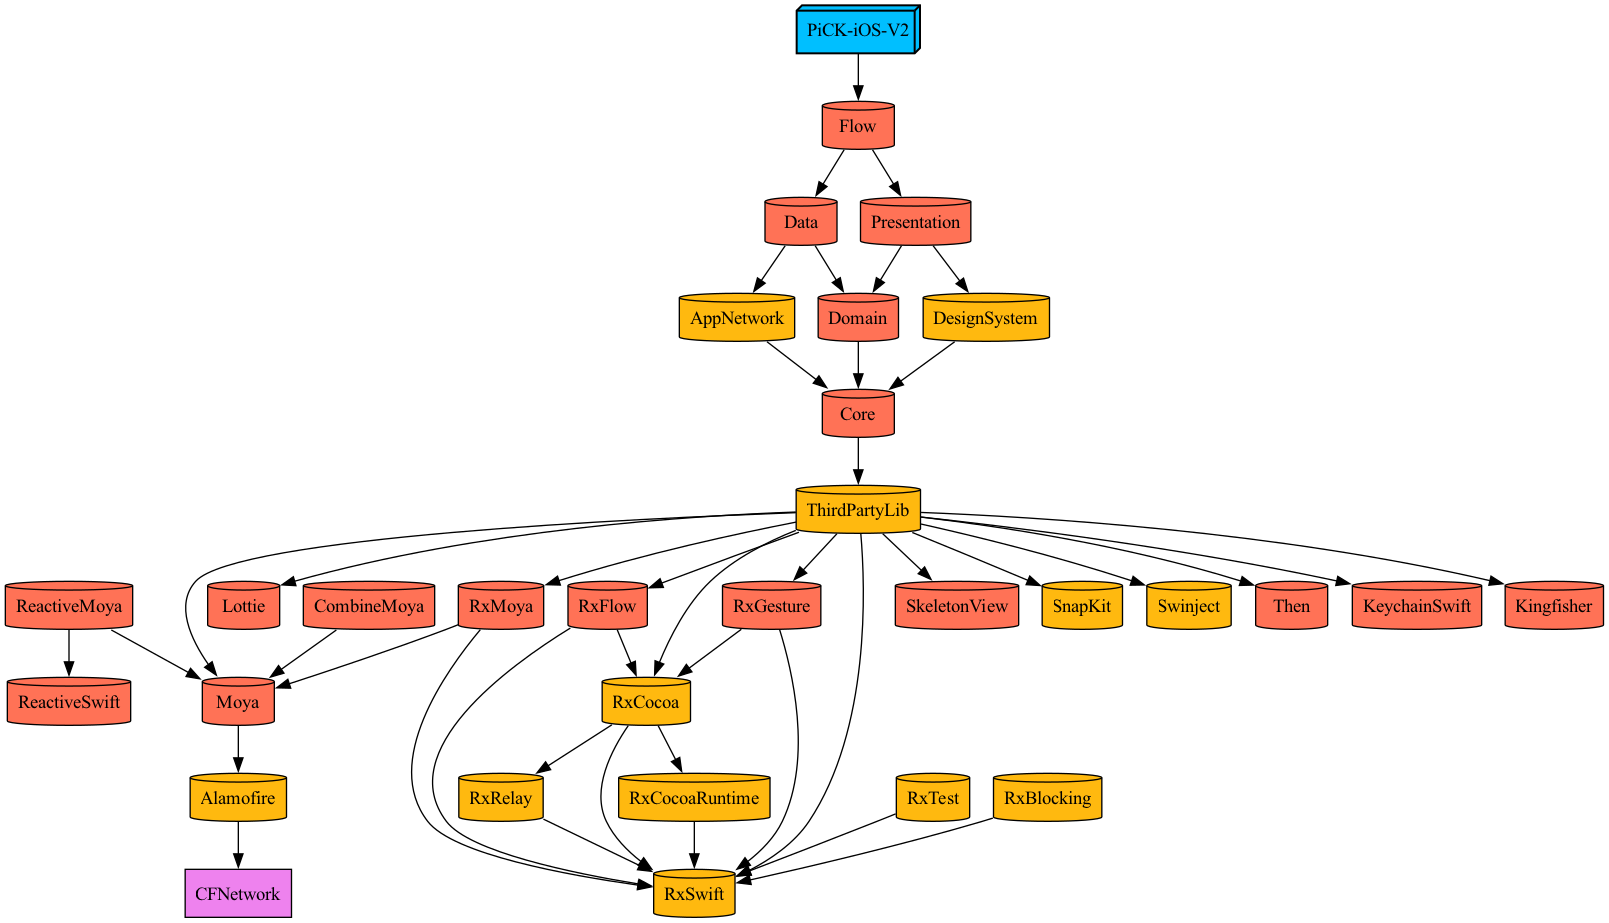 PiCK-iOS-V2
Flow
Data
Presentation
AppNetwork
Domain
DesignSystem
Core
ThirdPartyLib
ReactiveMoya
Lottie
CombineMoya
RxMoya
RxFlow
RxGesture
SkeletonView
SnapKit
Swinject
Then
KeychainSwift
Kingfisher
ReactiveSwift
Moya
RxCocoa
Alamofire
RxRelay
RxCocoaRuntime
RxTest
RxBlocking
CFNetwork
RxSwift